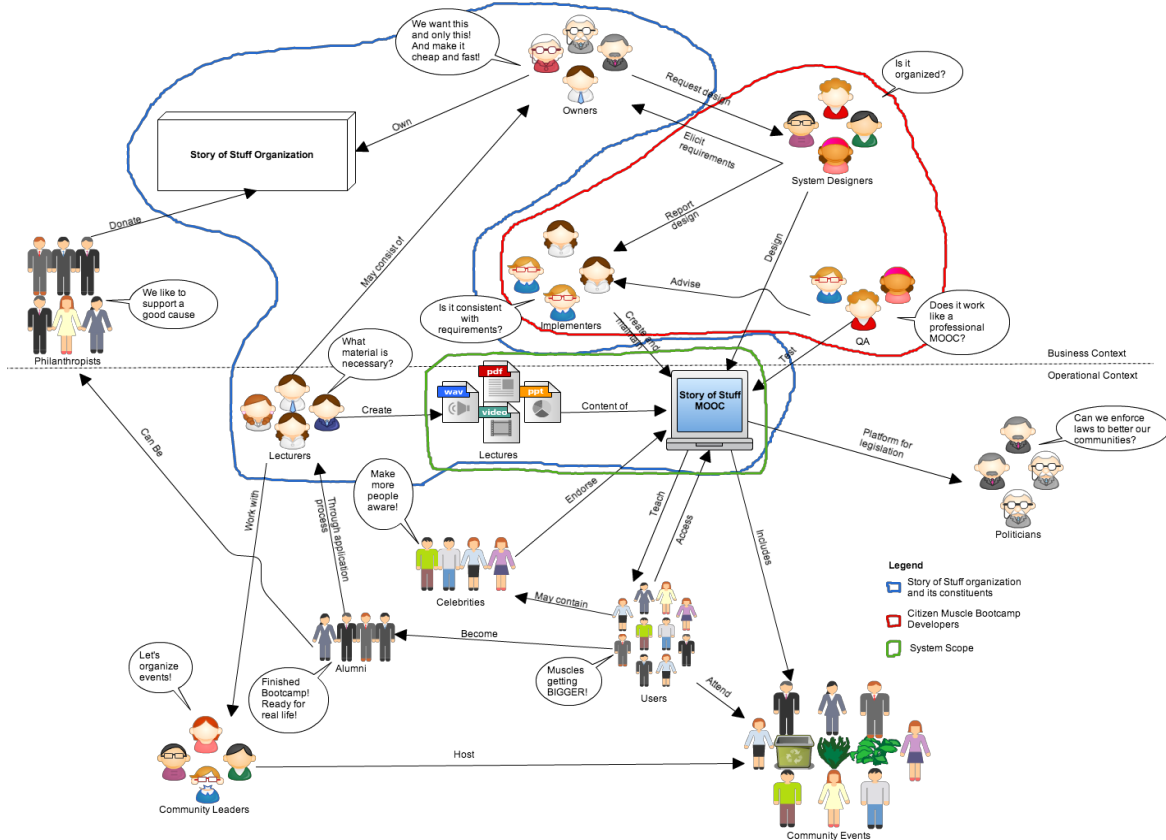 We want this
and only this!
And make it
cheap and fast!
Owners
Is it
organized?
Request design
Own
Elicit
requirements
Story of Stuff Organization
System Designers
Donate
Report
design
Design
May consist of
We like to
support a
good cause
Advise
Is it consistent
with
requirements?
Implementers
Create and
maintain
Does it work
like a
professional
MOOC?
QA
Test
Philanthropists
What
material is
necessary?
Business Context
Operational Context
wav
pdf
ppt
video
Story of Stuff
MOOC
Create
Content of
Lecturers
Lectures
Can we enforce
laws to better our
communities?
Platform for
legislation
Can Be
Make
more
people
aware!
Endorse
Work with
Through application
process
Teach
Access
Includes
Politicians
Celebrities
May contain
Legend
Story of Stuff organization
and its constituents
Citizen Muscle Bootcamp
Developers
System Scope
Become
Let's
organize
events!
Alumni
Finished
Bootcamp!
Ready for
real life!
Muscles
getting
BIGGER!
Users
Attend
Host
Community Leaders
Community Events